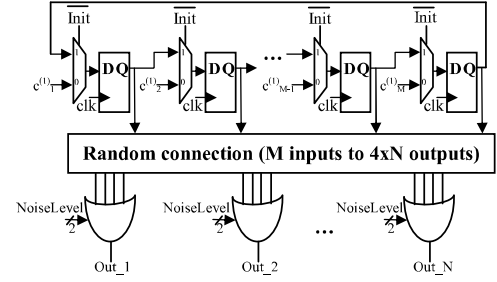 Init Init Init Init
1 1 ... 1 1
D Q D Q D Q D Q
c(1)1 0 c(1)2 0 c(1)M-1 0 c(1)M 0
clk clk clk clk
Random connection (M inputs to 4xN outputs)
NoiseLevel NoiseLevel NoiseLevel
2 2 ... 2
Out_1 Out_2 Out_N